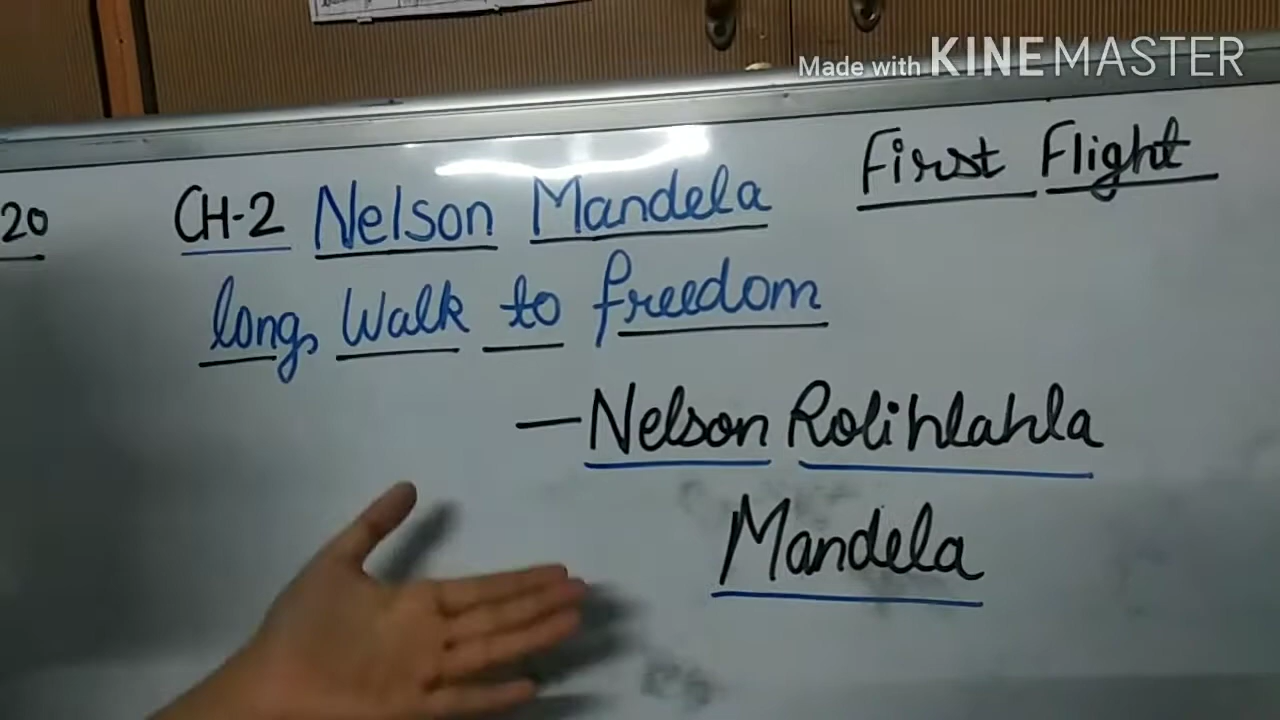 Made with KINEMASTER
First Flight
20
CH-2 Nelson Mandela
long Walk to freedom
— Nelson Rolihlahla
Mandela